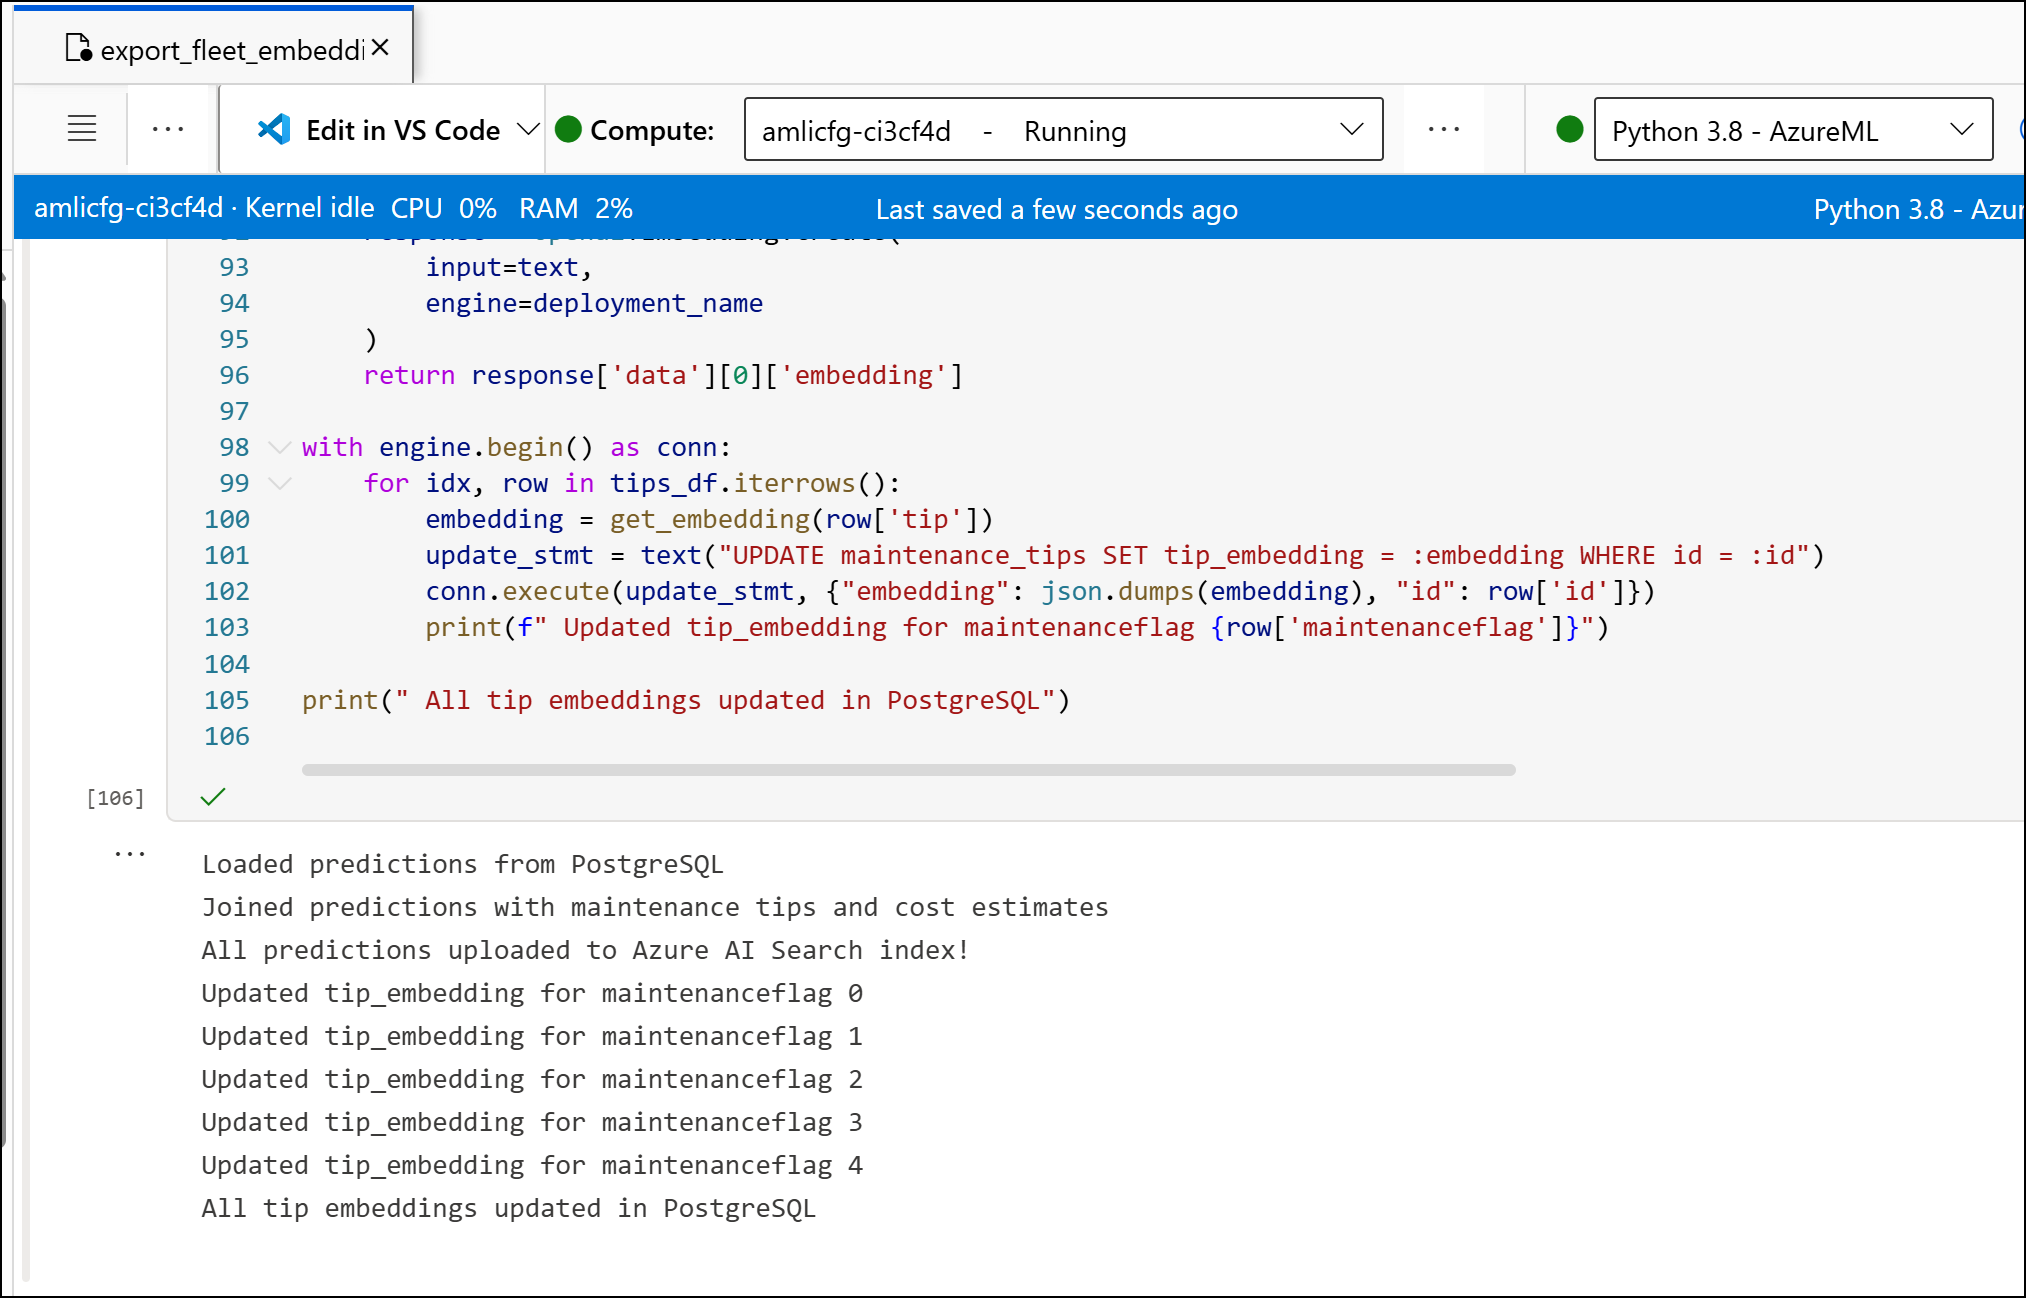 export_fleet_embeddi
Edit in VS Code
Compute:
amlicfg-ci3cf4d - Running
Python 3.8 - AzureML
amlicfg-ci3cf4d · Kernel idle CPU 0% RAM 2%
Last saved a few seconds ago
Python 3.8 - Azur
93 input=text,
94 engine=deployment_name
95 )
96 return response['data'][0]['embedding']
97
98 with engine.begin() as conn:
99 for idx, row in tips_df.iterrows():
100 embedding = get_embedding(row['tip'])
101 update_stmt = text("UPDATE maintenance_tips SET tip_embedding = :embedding WHERE id = :id")
102 conn.execute(update_stmt, {"embedding": json.dumps(embedding), "id": row['id']})
103 print(f" Updated tip_embedding for maintenanceflag {row['maintenanceflag']}")
104
105 print(" All tip embeddings updated in PostgreSQL")
106
[106]
Loaded predictions from PostgreSQL
Joined predictions with maintenance tips and cost estimates
All predictions uploaded to Azure AI Search index!
Updated tip_embedding for maintenanceflag 0
Updated tip_embedding for maintenanceflag 1
Updated tip_embedding for maintenanceflag 2
Updated tip_embedding for maintenanceflag 3
Updated tip_embedding for maintenanceflag 4
All tip embeddings updated in PostgreSQL